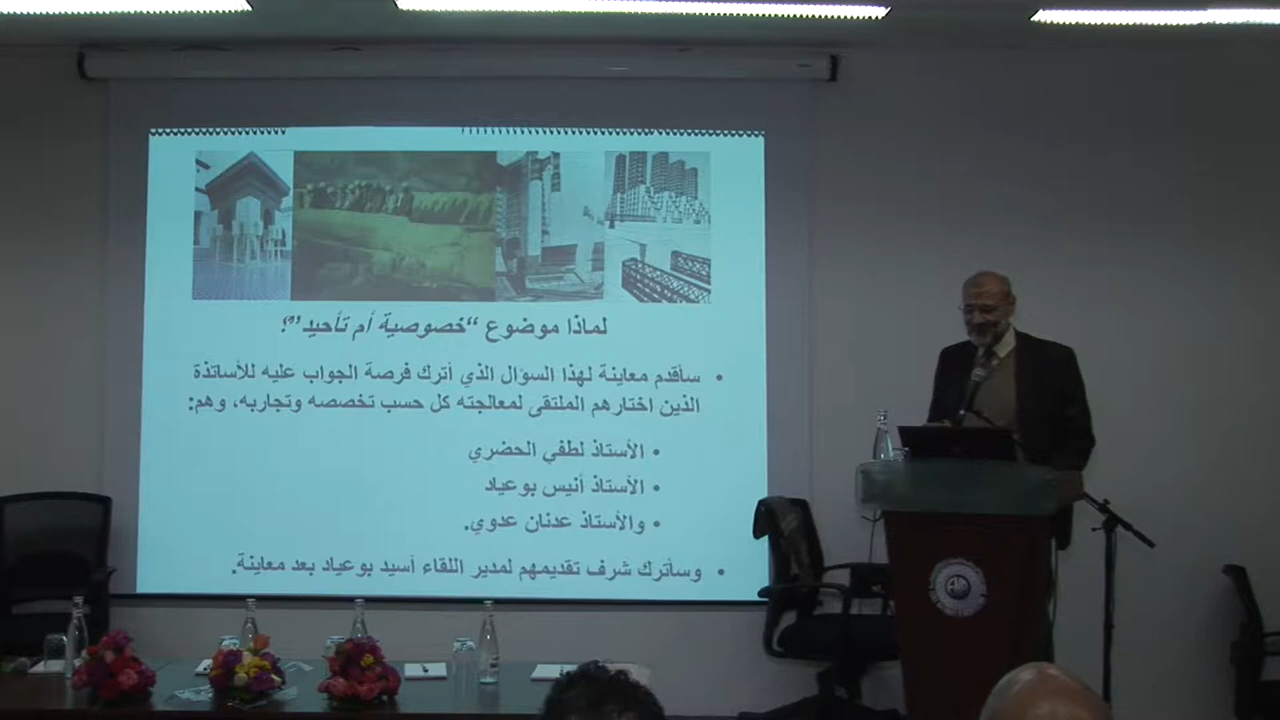 لماذا موضوع “خصوصية أم تأحيد”؟
• سأقدم معاينة لهذا السؤال الذي أترك فرصة الجواب عليه للأساتذة
الذين اختارهم الملتقى لمعالجته كل حسب تخصصه وتجاربه، وهم:
• الأستاذ لطفي الحضري
• الأستاذ أنيس بوعياد
• والأستاذ عدنان عدوي.
• وسأترك شرف تقديمهم لمدير اللقاء أسيد بوعياد بعد معاينة.